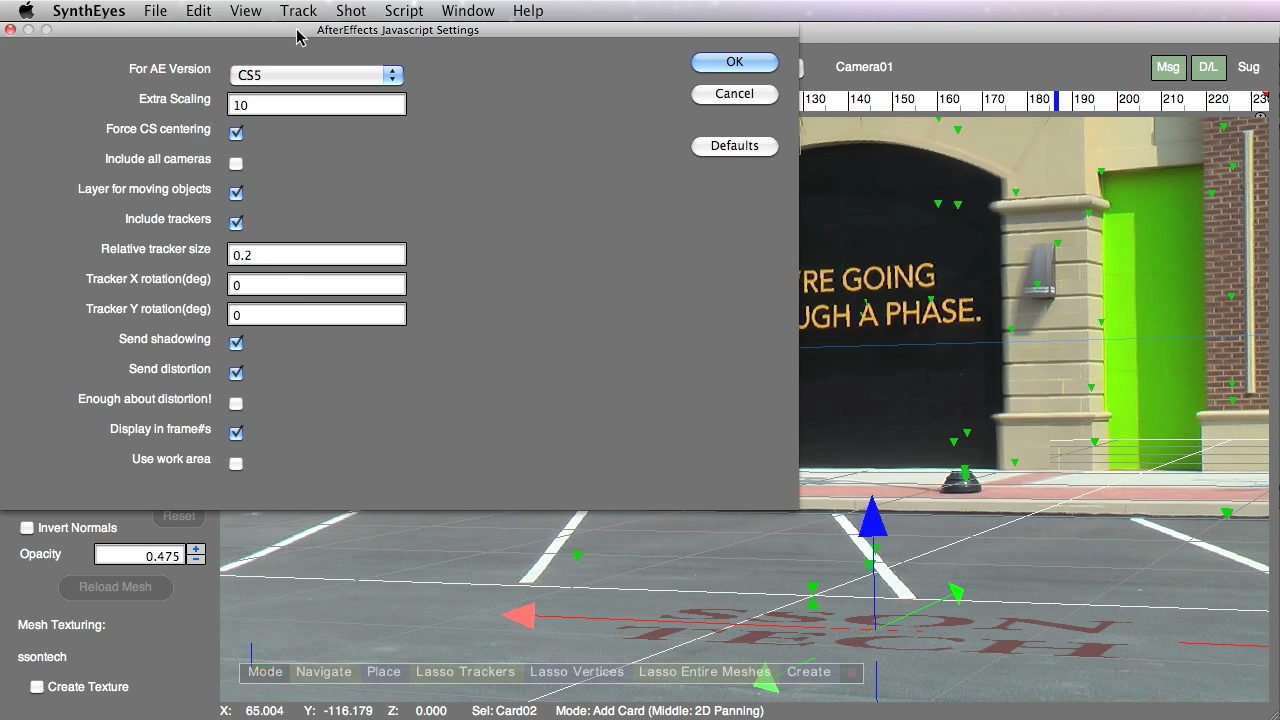 SynthEyes File Edit View Track Shot Script Window Help
AfterEffects Javascript Settings
For AE Version CS5
Extra Scaling 10
Force CS centering
Include all cameras
Layer for moving objects
Include trackers
Relative tracker size 0.2
Tracker X rotation(deg) 0
Tracker Y rotation(deg) 0
Send shadowing
Send distortion
Enough about distortion!
Display in frame#s
Use work area
OK
Cancel
Defaults
Camera01
Msg D/L Sug
130 140 150 160 170 180 190 200 210 220
'RE GOING
UGH A PHASE.
SSON
TECH
Reset
Invert Normals
Opacity 0.475
Reload Mesh
Mesh Texturing:
ssontech
Create Texture
Mode Navigate Place Lasso Trackers Lasso Vertices Lasso Entire Meshes Create
X: 65.004 Y: -116.179 Z: 0.000 Sel: Card02 Mode: Add Card (Middle: 2D Panning)